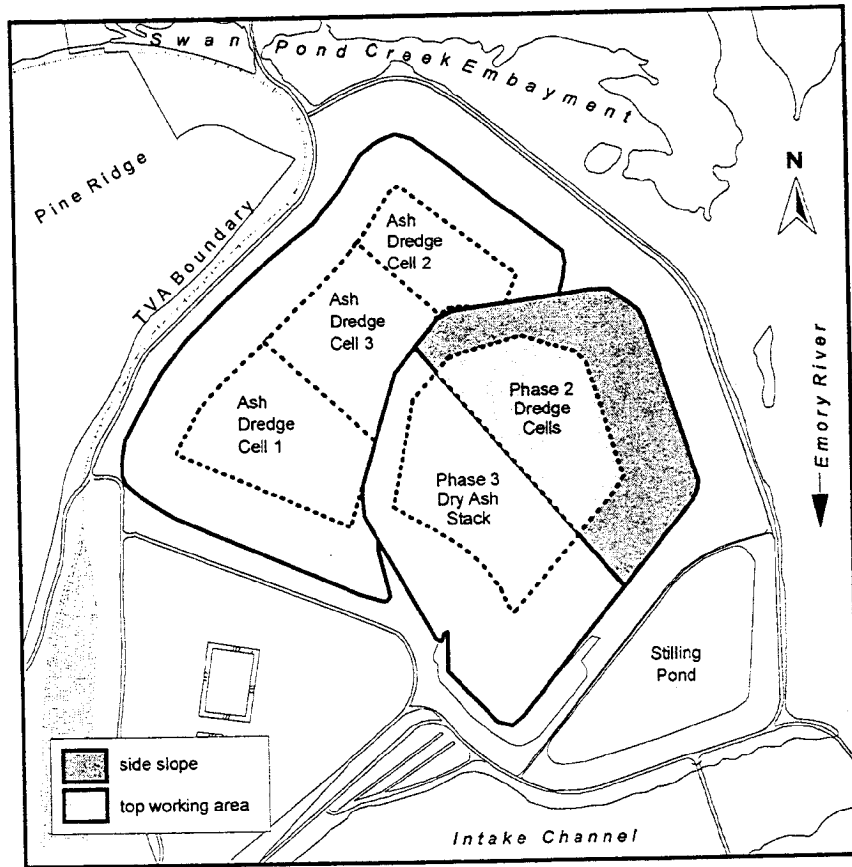 Swan Pond Creek Embayment
Pine Ridge
TVA Boundary
N
Emory River
Ash
Dredge
Cell 2
Ash
Dredge
Cell 3
Ash
Dredge
Cell 1
Phase 2
Dredge
Cells
Phase 3
Dry Ash
Stack
Stilling
Pond
side slope
top working area
Intake Channel